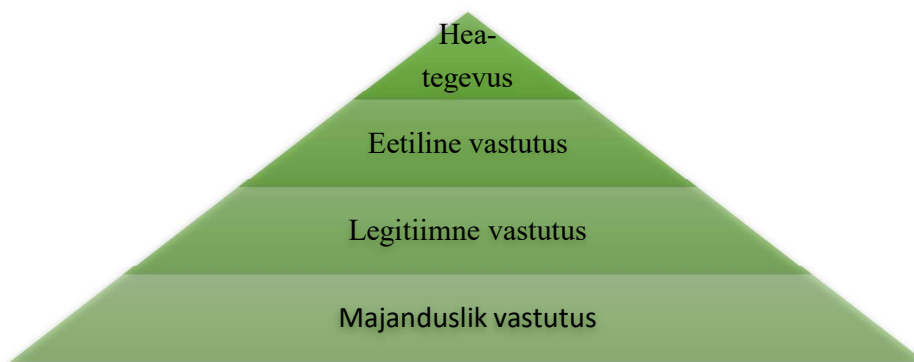 Hea-
tegevus
Eetiline vastutus
Legitiimne vastutus
Majanduslik vastutus